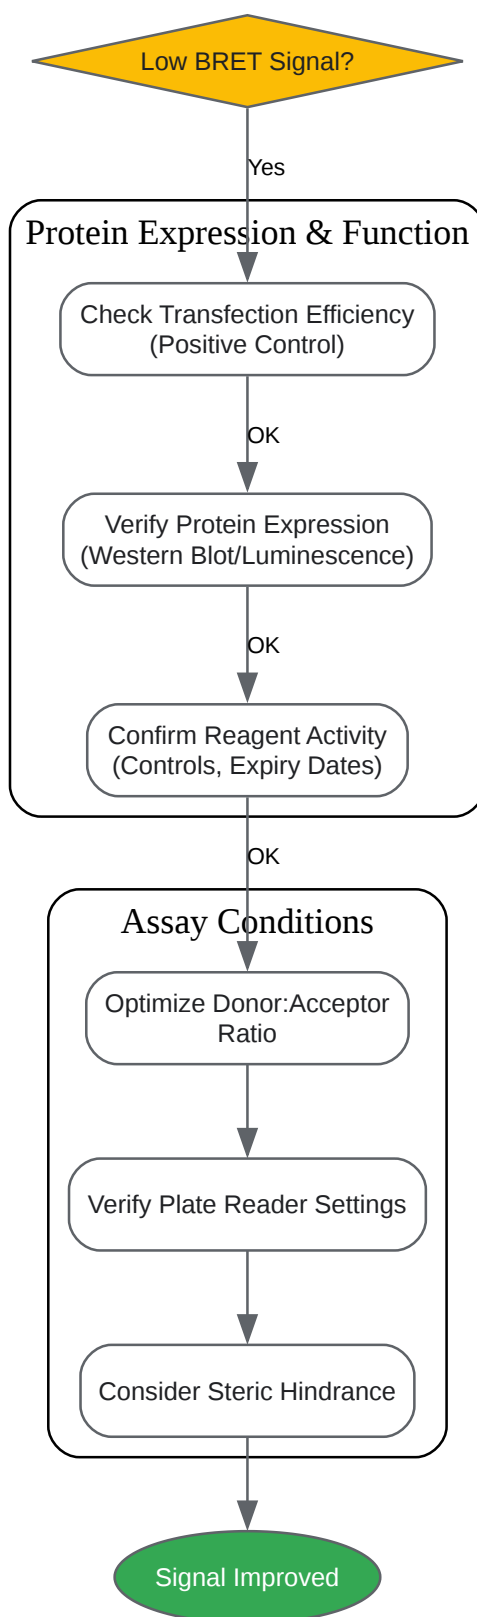 Low BRET Signal?
Yes
Protein Expression & Function
Check Transfection Efficiency
(Positive Control)
OK
Verify Protein Expression
(Western Blot/Luminescence)
OK
Confirm Reagent Activity
(Controls, Expiry Dates)
OK
Assay Conditions
Optimize Donor:Acceptor
Ratio
Verify Plate Reader Settings
Consider Steric Hindrance
Signal Improved